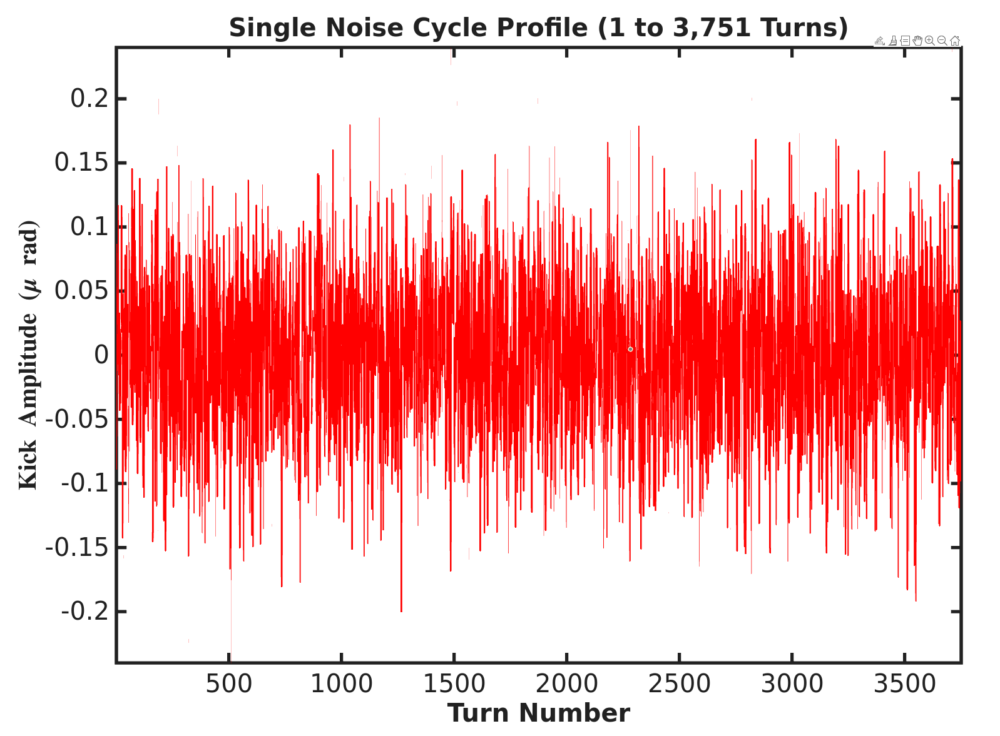 Single Noise Cycle Profile (1 to 3,751 Turns)
0.2
0.15
0.1
0.05
0
-0.05
-0.1
-0.15
-0.2
Kick Amplitude (μ rad)
500 1000 1500 2000 2500 3000 3500
Turn Number